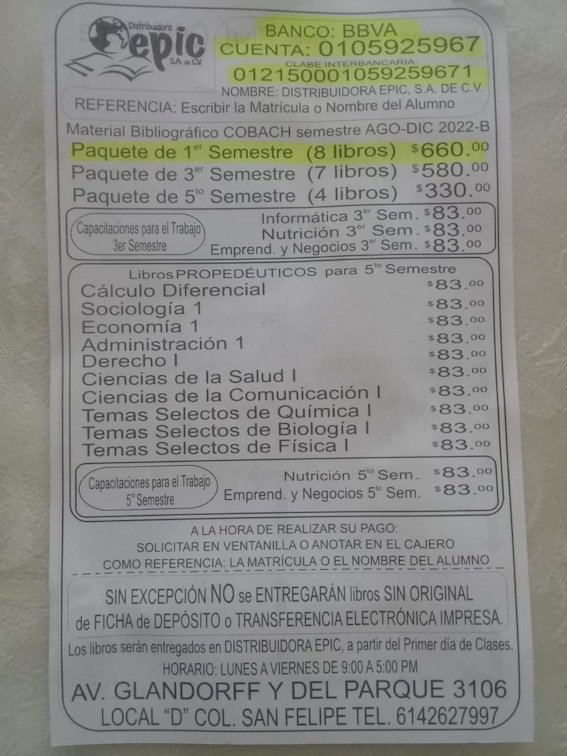 Distribuidora
epic
S.A. de C.V.
BANCO: BBVA
CUENTA: 0105925967
CLABE INTERBANCARIA:
012150001059259671
NOMBRE: DISTRIBUIDORA EPIC, S.A. DE C.V.
REFERENCIA: Escribir la Matrícula o Nombre del Alumno
Material Bibliográfico COBACH semestre AGO-DIC 2022-B
Paquete de 1er Semestre (8 libros) $660.00
Paquete de 3er Semestre (7 libros) $580.00
Paquete de 5to Semestre (4 libros) $330.00
Capacitaciones para el Trabajo
3er Semestre
Informática 3er Sem. $83.00
Nutrición 3er Sem. $83.00
Emprend. y Negocios 3er Sem. $83.00
Libros PROPEDÉUTICOS para 5to Semestre
Cálculo Diferencial $83.00
Sociología 1 $83.00
Economía 1 $83.00
Administración 1 $83.00
Derecho I $83.00
Ciencias de la Salud I $83.00
Ciencias de la Comunicación I $83.00
Temas Selectos de Química I $83.00
Temas Selectos de Biología I $83.00
Temas Selectos de Física I $83.00
Capacitaciones para el Trabajo
5to Semestre
Nutrición 5to Sem. $83.00
Emprend. y Negocios 5to Sem. $83.00
A LA HORA DE REALIZAR SU PAGO:
SOLICITAR EN VENTANILLA O ANOTAR EN EL CAJERO
COMO REFERENCIA: LA MATRÍCULA O EL NOMBRE DEL ALUMNO
SIN EXCEPCIÓN NO se ENTREGARÁN libros SIN ORIGINAL
de FICHA de DEPÓSITO o TRANSFERENCIA ELECTRÓNICA IMPRESA.
Los libros serán entregados en DISTRIBUIDORA EPIC, a partir del Primer día de Clases.
HORARIO: LUNES A VIERNES DE 9:00 A 5:00 PM
AV. GLANDORFF Y DEL PARQUE 3106
LOCAL "D" COL. SAN FELIPE TEL. 6142627997